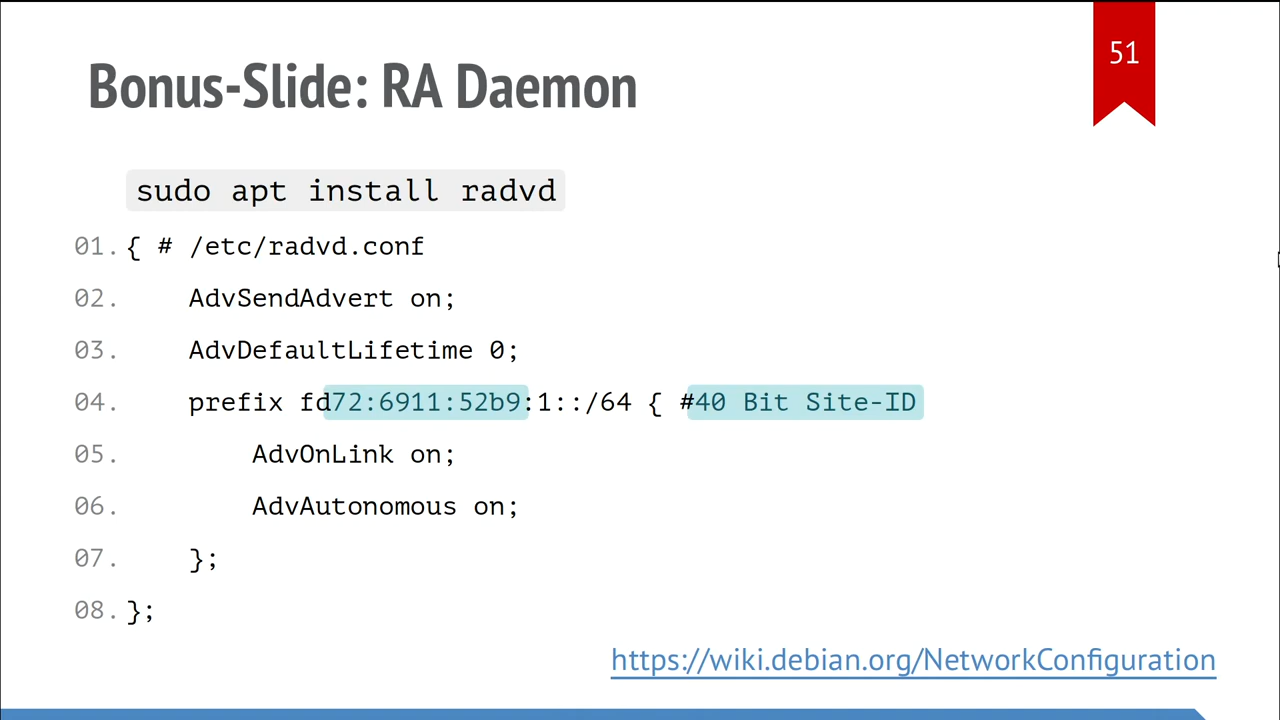 51
Bonus-Slide: RA Daemon
sudo apt install radvd
01. { # /etc/radvd.conf
02.     AdvSendAdvert on;
03.     AdvDefaultLifetime 0;
04.     prefix fd72:6911:52b9:1::/64 { #40 Bit Site-ID
05.         AdvOnLink on;
06.         AdvAutonomous on;
07.     };
08. };
https://wiki.debian.org/NetworkConfiguration